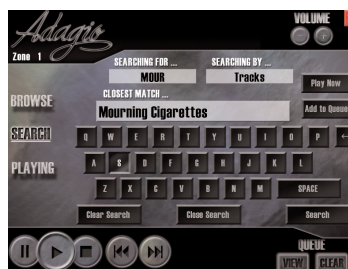 Adagio
VOLUME
- +
Zone 1
SEARCHING FOR ... SEARCHING BY ...
MOUR Tracks
Play Now
CLOSEST MATCH ...
Mourning Cigarettes
Add to Queue
BROWSE
SEARCH
PLAYING
Q W E R T Y U I O P ←
A S D F G H J K L
Z X C V B N M SPACE
Clear Search Close Search Search
QUEUE
VIEW CLEAR